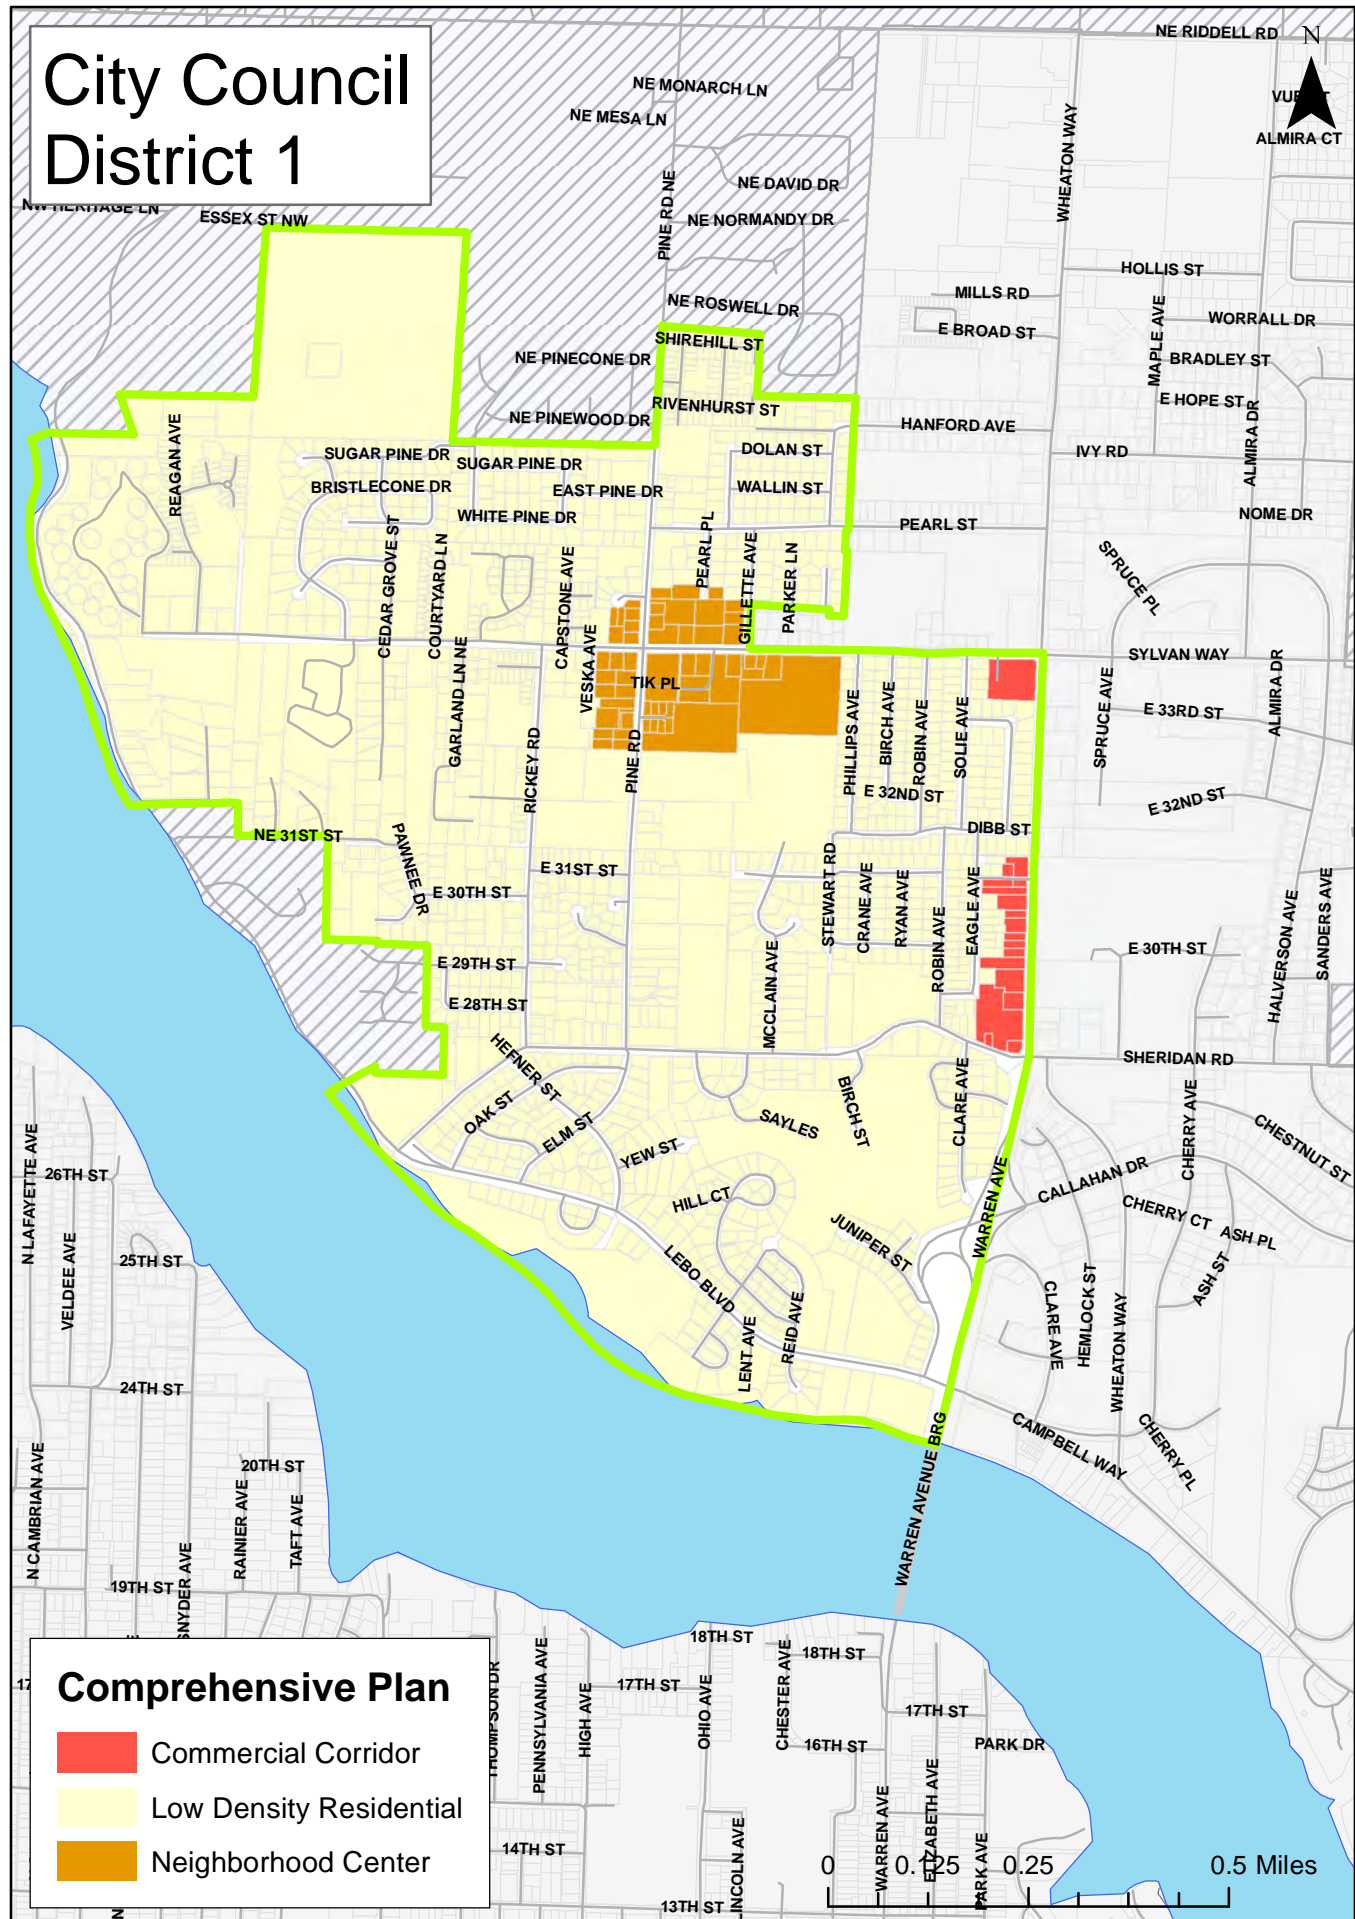 City Council
District 1
NE RIDDELL RD
N
NE MONARCH LN
NE MESA LN
ALMIRA CT
WHEATON WAY
NE DAVID DR
PINE RD NE
NW HERITAGE LN
ESSEX ST NW
NE NORMANDY DR
HOLLIS ST
MILLS RD
NE ROSWELL DR
E BROAD ST
MAPLE AVE
WORRALL DR
SHIREHILL ST
NE PINECONE DR
BRADLEY ST
RIVENHURST ST
E HOPE ST
NE PINEWOOD DR
HANFORD AVE
ALMIRA DR
REAGAN AVE
SUGAR PINE DR
SUGAR PINE DR
DOLAN ST
IVY RD
BRISTLECONE DR
EAST PINE DR
WALLIN ST
WHITE PINE DR
PEARL ST
NOME DR
CEDAR GROVE ST
COURTYARD LN
CAPSTONE AVE
PEARL PL
GILLETTE AVE
PARKER LN
SPRUCE PL
GARLAND LN NE
VESKA AVE
TIK PL
SYLVAN WAY
PHILLIPS AVE
BIRCH AVE
ROBIN AVE
SOLIE AVE
SPRUCE AVE
ALMIRA DR
E 33RD ST
RICKEY RD
PINE RD
E 32ND ST
E 32ND ST
NE 31ST ST
DIBB ST
PAWNEE DR
E 31ST ST
STEWART RD
CRANE AVE
RYAN AVE
EAGLE AVE
E 30TH ST
HALVERSON AVE
SANDERS AVE
ROBIN AVE
MCCLAIN AVE
E 30TH ST
E 29TH ST
E 28TH ST
HEFNER ST
SHERIDAN RD
OAK ST
ELM ST
BIRCH ST
CLARE AVE
SAYLES
CHERRY AVE
CHESTNUT ST
N LAFAYETTE AVE
26TH ST
YEW ST
WARREN AVE
CALLAHAN DR
HILL CT
CHERRY CT
ASH PL
VELDEE AVE
25TH ST
JUNIPER ST
LEBO BLVD
ASH ST
CLARE AVE
HEMLOCK ST
WHEATON WAY
LENT AVE
REID AVE
24TH ST
CAMPBELL WAY
CHERRY PL
N CAMBRIAN AVE
20TH ST
RAINIER AVE
TAFT AVE
WARREN AVENUE BRG
19TH ST
SNYDER AVE
18TH ST
18TH ST
THOMPSON DR
PENNSYLVANIA AVE
HIGH AVE
17TH ST
OHIO AVE
CHESTER AVE
17TH ST
16TH ST
PARK DR
14TH ST
WARREN AVE
ELIZABETH AVE
PARK AVE
13TH ST
Comprehensive Plan
Commercial Corridor
Low Density Residential
Neighborhood Center
0 0.125 0.25 0.5 Miles